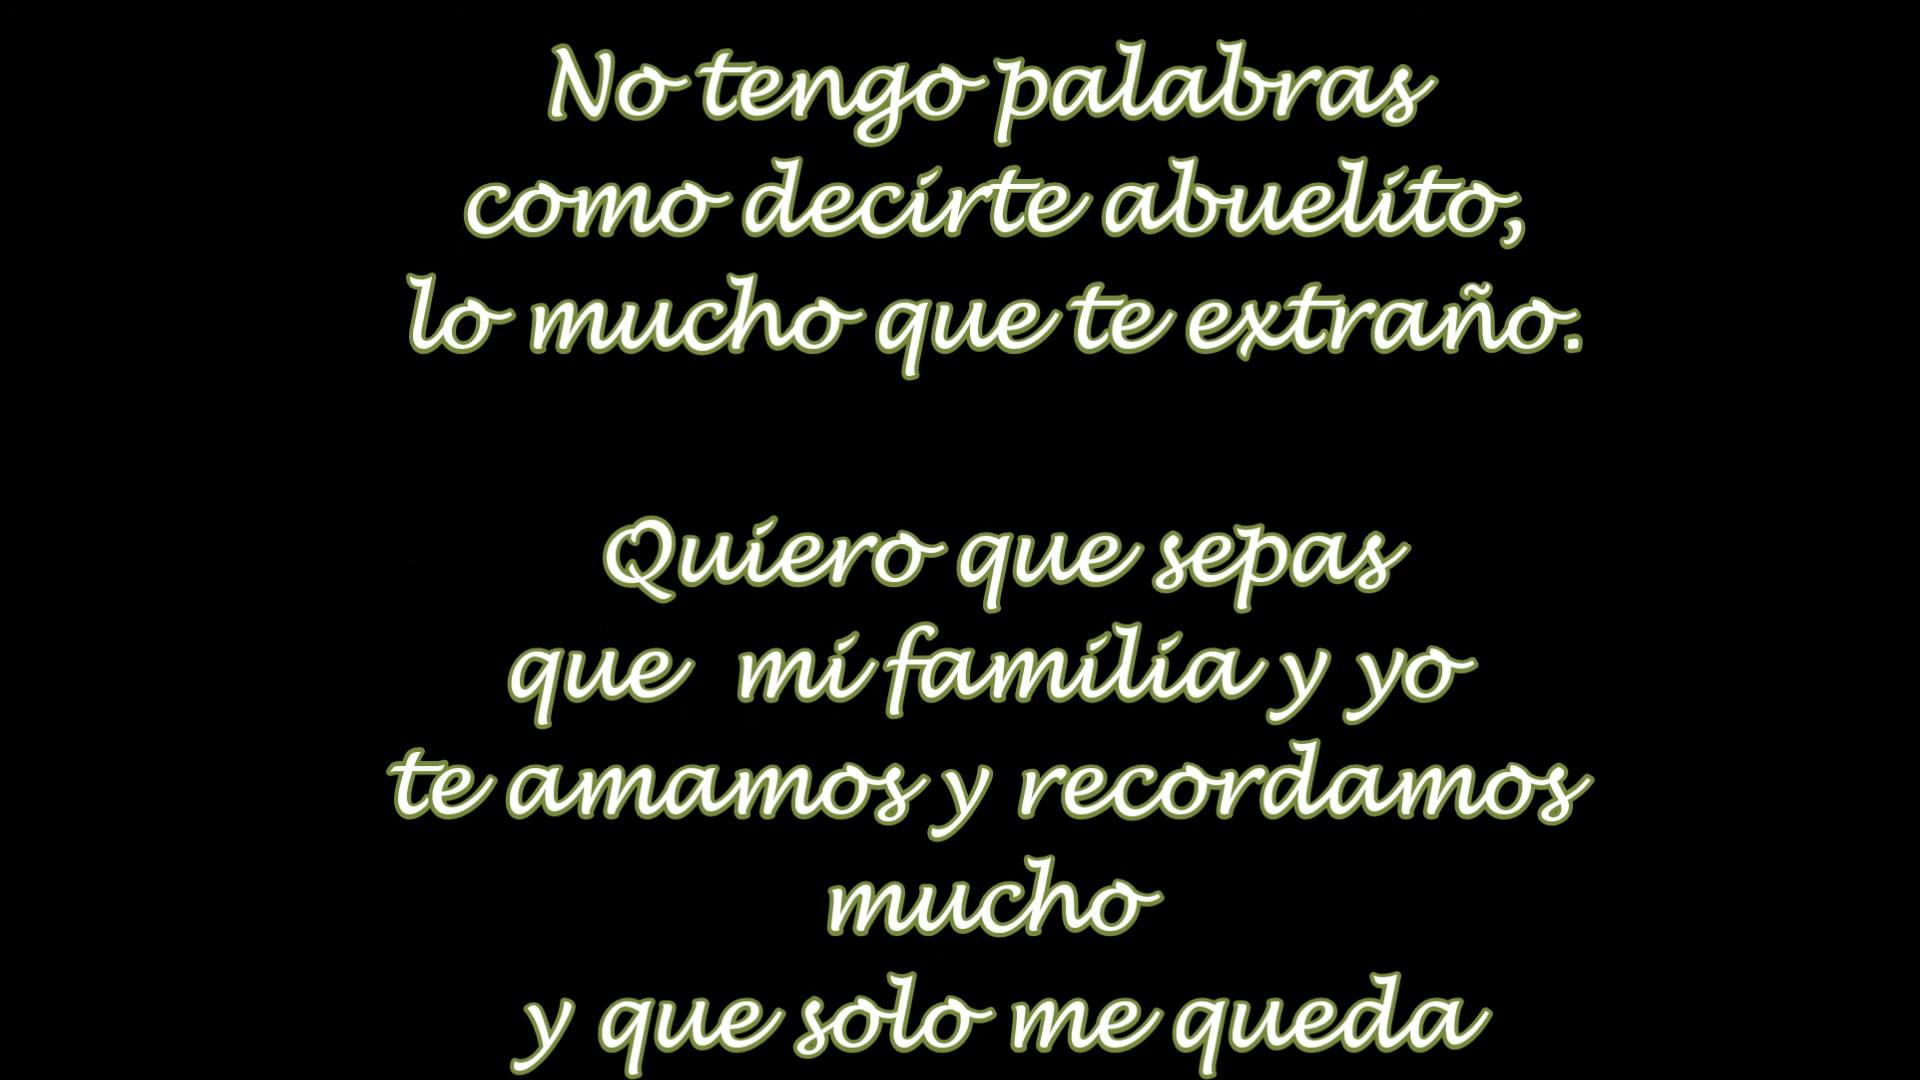 No tengo palabras
como decirte abuelito,
lo mucho que te extraño.
Quiero que sepas
que  mi familia y yo
te amamos y recordamos
mucho
y que solo me queda